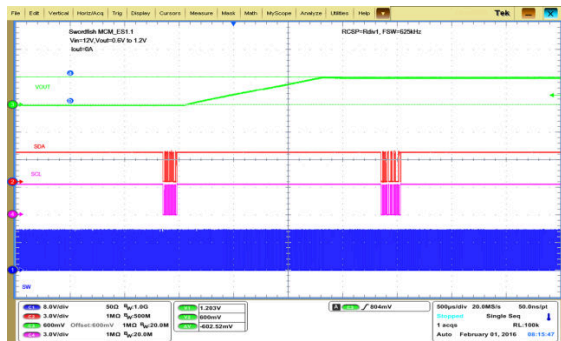 File Edit Vertical Horiz/Acq Trig Display Cursors Measure Mask Math MyScope Analyze Utilities Help Tek
Swordfish MCM_ES1.1
RCSP=Rdiv1, FSW=625kHz
Vin=12V,Vout=0.6V to 1.2V
Iout=0A
a
VOUT
b
SDA
SCL
SW
C1 5.0V/div 50Ω 1.0G
C2 3.0V/div 1MΩ 500M
600mV Offset:600mV 1MΩ 20.0M
C4 3.0V/div 1MΩ 20.0M
1.203V
600mV
-602.52mV
A 804mV
500µs/div 20.0MS/s 50.0ns/pt
Stopped Single Seq
1 acqs RL:100k
Auto February 01, 2016